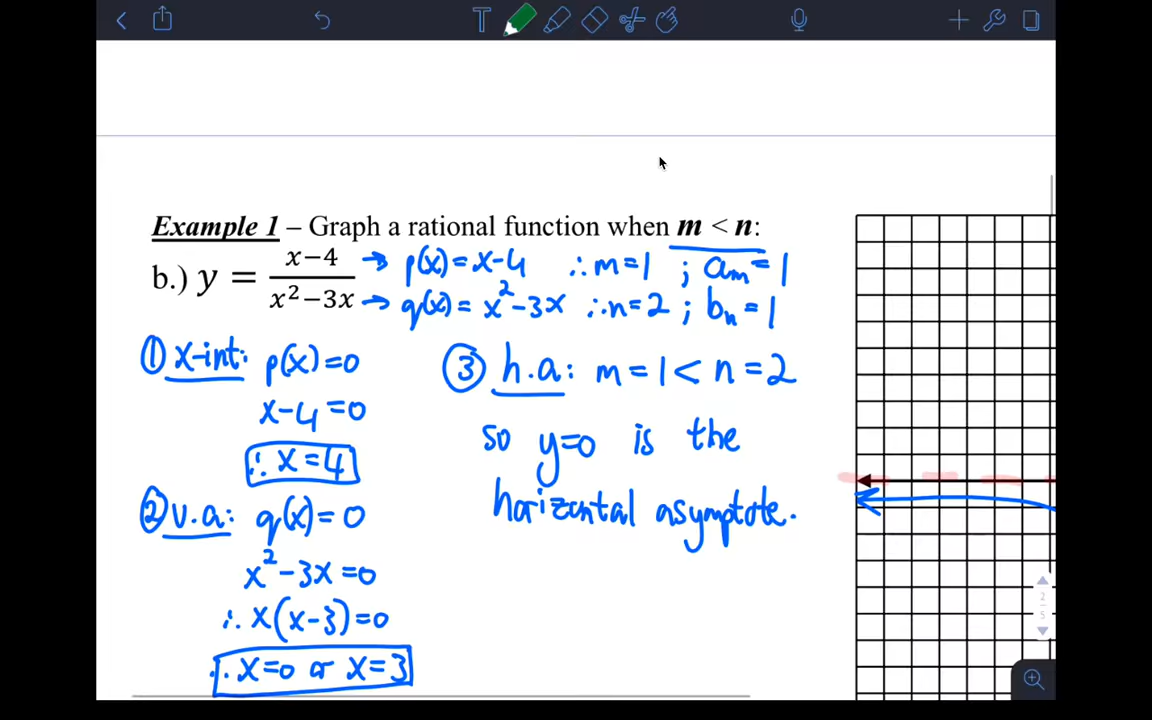 Example 1 – Graph a rational function when m < n:
b.) y = (x−4)/(x²−3x)
→ p(x) = x-4 ∴ m=1 ; aₘ = 1
→ q(x) = x²-3x ∴ n=2 ; bₙ = 1
① x-int: p(x)=0
x-4=0
∴ x=4
② v.a: q(x)=0
x²-3x=0
∴ x(x-3)=0
∴ x=0 or x=3
③ h.a: m=1 < n=2
so y=0 is the
horizontal asymptote.
2
5